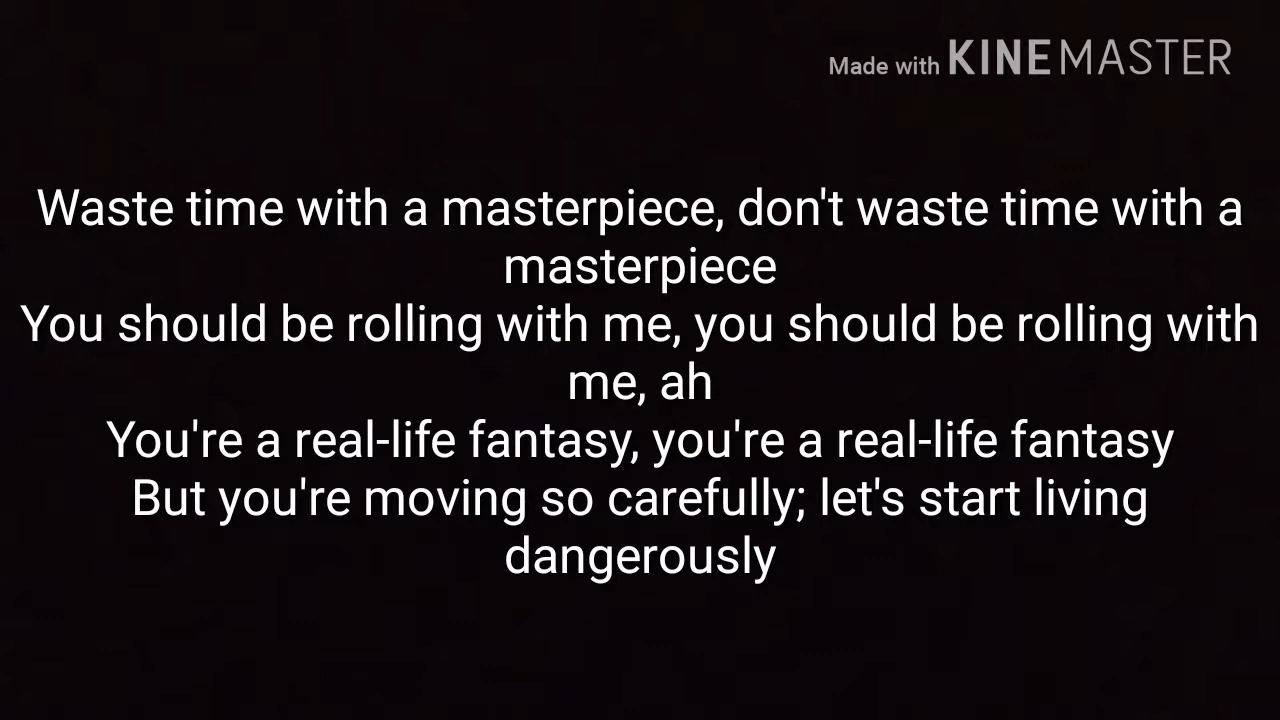 Made with KINEMASTER
Waste time with a masterpiece, don't waste time with a
masterpiece
You should be rolling with me, you should be rolling with
me, ah
You're a real-life fantasy, you're a real-life fantasy
But you're moving so carefully; let's start living
dangerously